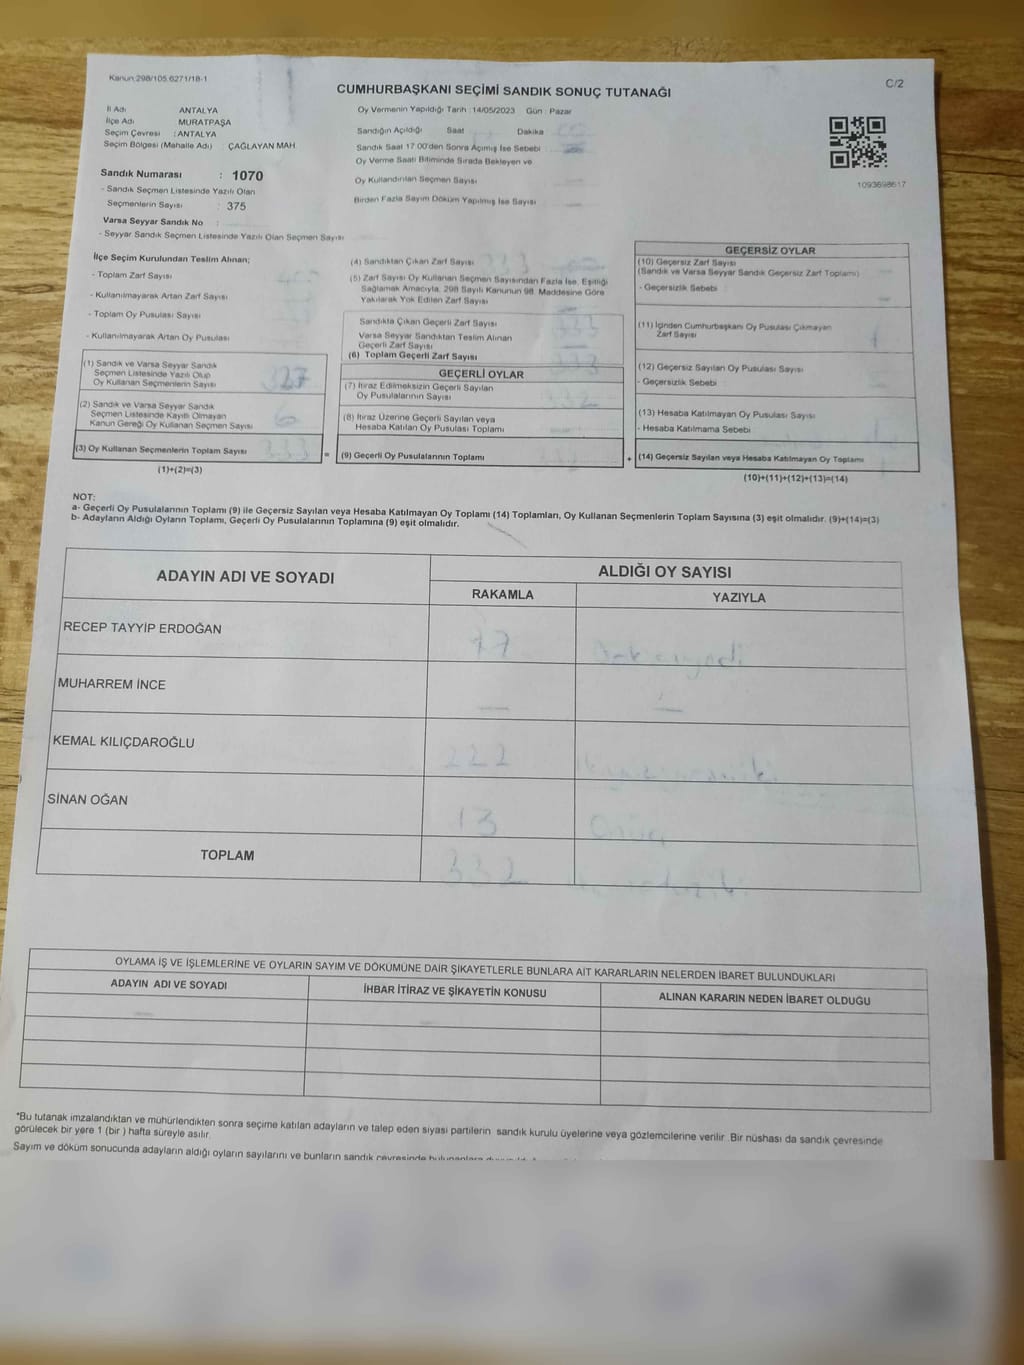 Kanun 298/105.6271/18-1
C/2
CUMHURBAŞKANI SEÇİMİ SANDIK SONUÇ TUTANAĞI
İl Adı ANTALYA
İlçe Adı MURATPAŞA
Seçim Çevresi : ANTALYA
Seçim Bölgesi (Mahalle Adı) ÇAĞLAYAN MAH.
Oy Vermenin Yapıldığı Tarih : 14/05/2023 Gün : Pazar
Sandığın Açıldığı Saat Dakika
Sandık Saat 17:00'den Sonra Açılmış İse Sebebi
Oy Verme Saati Bitiminde Sırada Bekleyen ve
Oy Kullandırılan Seçmen Sayısı
Birden Fazla Sayım Döküm Yapılmış İse Sayısı
1093698617
Sandık Numarası : 1070
- Sandık Seçmen Listesinde Yazılı Olan
Seçmenlerin Sayısı : 375
Varsa Seyyar Sandık No :
- Seyyar Sandık Seçmen Listesinde Yazılı Olan Seçmen Sayısı
İlçe Seçim Kurulundan Teslim Alınan;
- Toplam Zarf Sayısı
- Kullanılmayarak Artan Zarf Sayısı
- Toplam Oy Pusulası Sayısı
- Kullanılmayarak Artan Oy Pusulası
(1) Sandık ve Varsa Seyyar Sandık
Seçmen Listesinde Yazılı Olup
Oy Kullanan Seçmenlerin Sayısı 327
(2) Sandık ve Varsa Seyyar Sandık
Seçmen Listesinde Kayıtlı Olmayan
Kanun Gereği Oy Kullanan Seçmen Sayısı 6
(3) Oy Kullanan Seçmenlerin Toplam Sayısı 333
(1)+(2)=(3)
=
(4) Sandıktan Çıkan Zarf Sayısı 333
(5) Zarf Sayısı Oy Kullanan Seçmen Sayısından Fazla İse, Eşitliği
Sağlamak Amacıyla, 298 Sayılı Kanunun 98. Maddesine Göre
Yakılarak Yok Edilen Zarf Sayısı
Sandıkta Çıkan Geçerli Zarf Sayısı 333
Varsa Seyyar Sandıktan Teslim Alınan
Geçerli Zarf Sayısı
(6) Toplam Geçerli Zarf Sayısı 333
GEÇERLİ OYLAR
(7) İtiraz Edilmeksizin Geçerli Sayılan
Oy Pusulalarının Sayısı 332
(8) İtiraz Üzerine Geçerli Sayılan veya
Hesaba Katılan Oy Pusulası Toplamı
(9) Geçerli Oy Pusulalarının Toplamı 332
+
GEÇERSİZ OYLAR
(10) Geçersiz Zarf Sayısı
(Sandık ve Varsa Seyyar Sandık Geçersiz Zarf Toplamı)
- Geçersizlik Sebebi
(11) İçinden Cumhurbaşkanı Oy Pusulası Çıkmayan
Zarf Sayısı 1
(12) Geçersiz Sayılan Oy Pusulası Sayısı
- Geçersizlik Sebebi
(13) Hesaba Katılmayan Oy Pusulası Sayısı
- Hesaba Katılmama Sebebi
(14) Geçersiz Sayılan veya Hesaba Katılmayan Oy Toplamı
(10)+(11)+(12)+(13)=(14)
NOT:
a- Geçerli Oy Pusulalarının Toplamı (9) ile Geçersiz Sayılan veya Hesaba Katılmayan Oy Toplamı (14) Toplamları, Oy Kullanan Seçmenlerin Toplam Sayısına (3) eşit olmalıdır. (9)+(14)=(3)
b- Adayların Aldığı Oyların Toplamı, Geçerli Oy Pusulalarının Toplamına (9) eşit olmalıdır.
ADAYIN ADI VE SOYADI
ALDIĞI OY SAYISI
RAKAMLA YAZIYLA
RECEP TAYYİP ERDOĞAN
MUHARREM İNCE — —
KEMAL KILIÇDAROĞLU 222
SİNAN OĞAN 13 Onüç
TOPLAM 332
OYLAMA İŞ VE İŞLEMLERİNE VE OYLARIN SAYIM VE DÖKÜMÜNE DAİR ŞİKAYETLERLE BUNLARA AİT KARARLARIN NELERDEN İBARET BULUNDUKLARI
ADAYIN ADI VE SOYADI İHBAR İTİRAZ VE ŞİKAYETİN KONUSU ALINAN KARARIN NEDEN İBARET OLDUĞU
*Bu tutanak imzalandıktan ve mühürlendikten sonra seçime katılan adayların ve talep eden siyasi partilerin sandık kurulu üyelerine veya gözlemcilerine verilir. Bir nüshası da sandık çevresinde
görülecek bir yere 1 (bir) hafta süreyle asılır.
Sayım ve döküm sonucunda adayların aldığı oyların sayılarını ve bunların sandık çevresinde